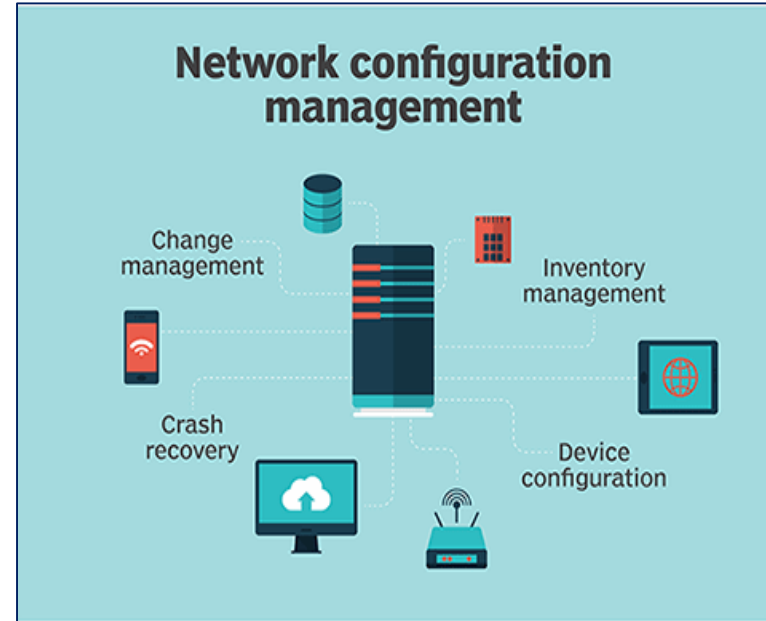 Network configuration
management
Change
management
Inventory
management
Crash
recovery
Device
configuration